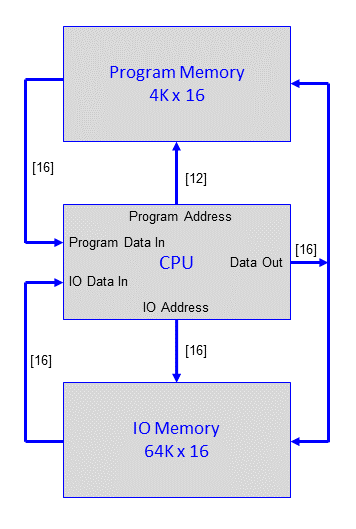 Program Memory
4K x 16
[16]
[12]
Program Address
Program Data In
[16]
CPU
Data Out
IO Data In
IO Address
[16]
[16]
IO Memory
64K x 16